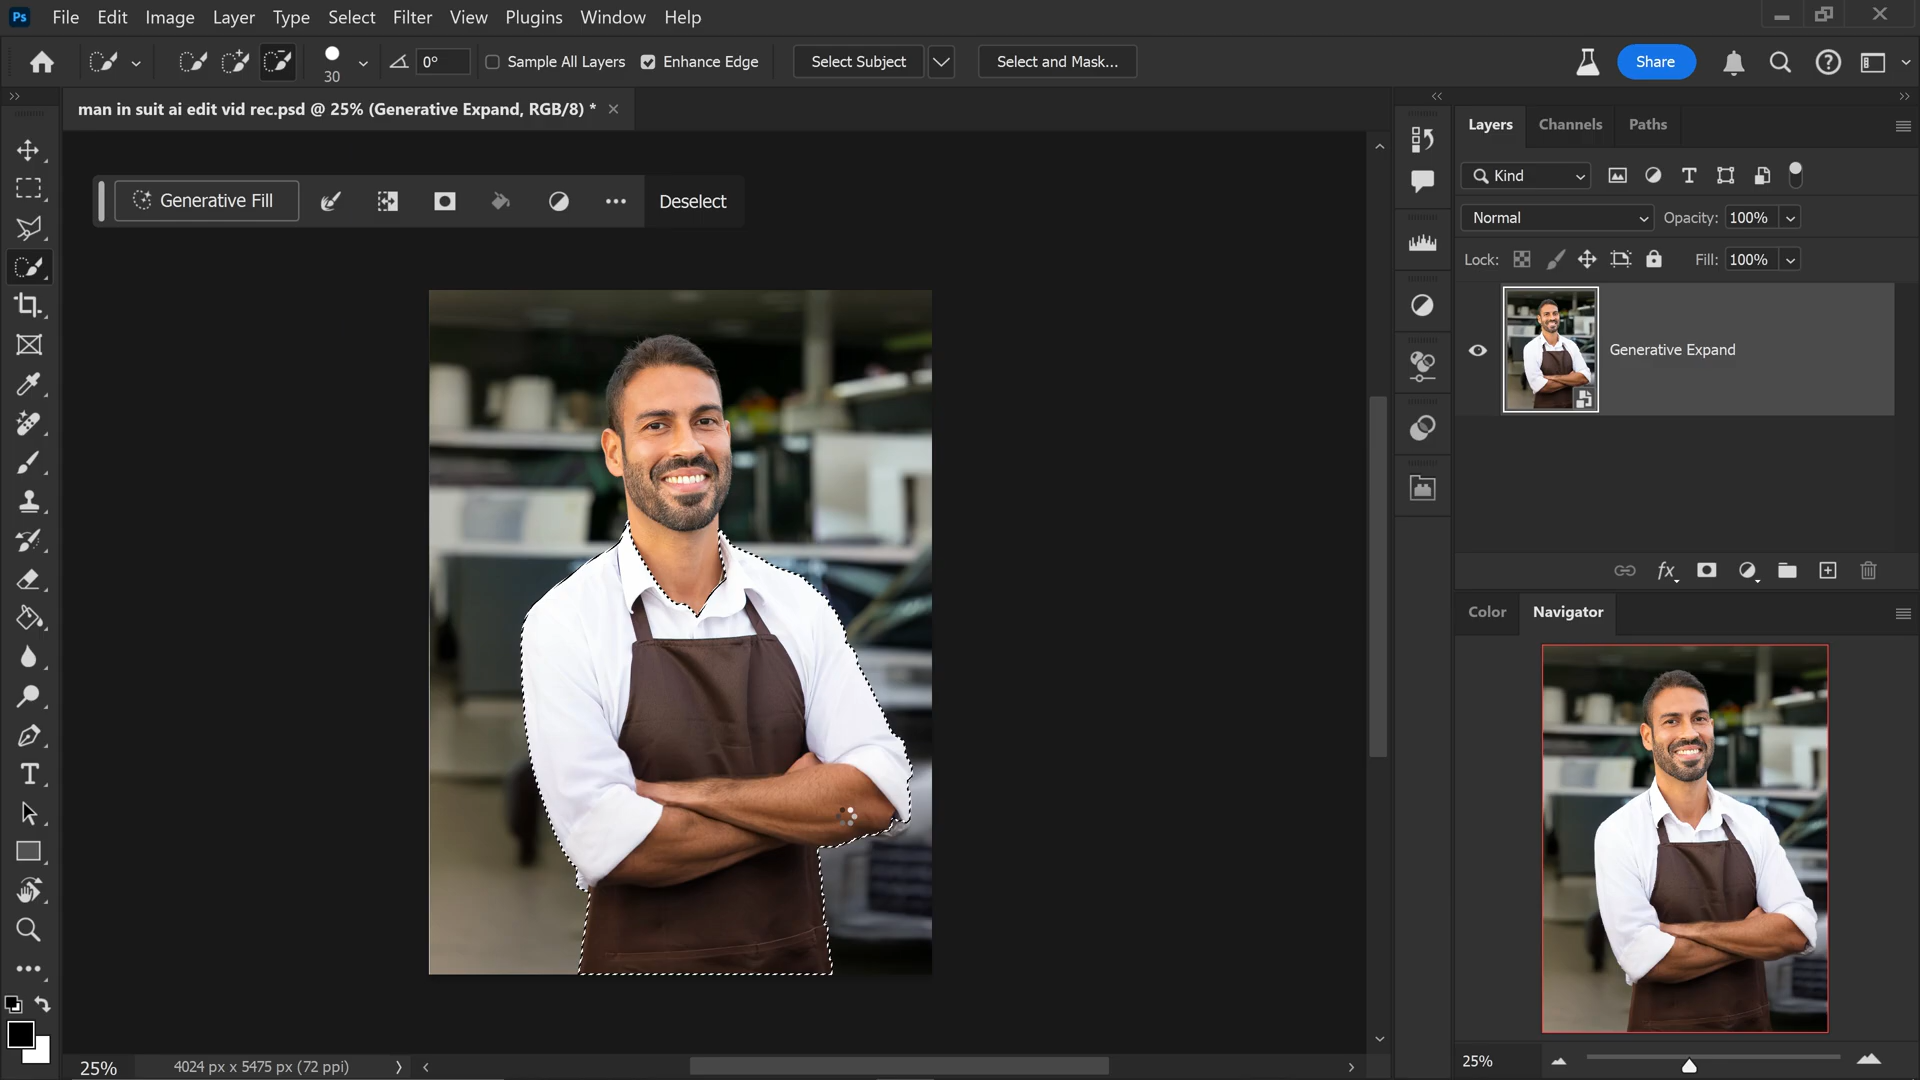 Ps File Edit Image Layer Type Select Filter View Plugins Window Help
30 0° Sample All Layers Enhance Edge Select Subject Select and Mask... Share
man in suit ai edit vid rec.psd @ 25% (Generative Expand, RGB/8) *
Layers Channels Paths
Kind
Generative Fill Deselect
Normal Opacity: 100%
Lock: Fill: 100%
Generative Expand
fx
Color Navigator
25% 4024 px x 5475 px (72 ppi)
25%